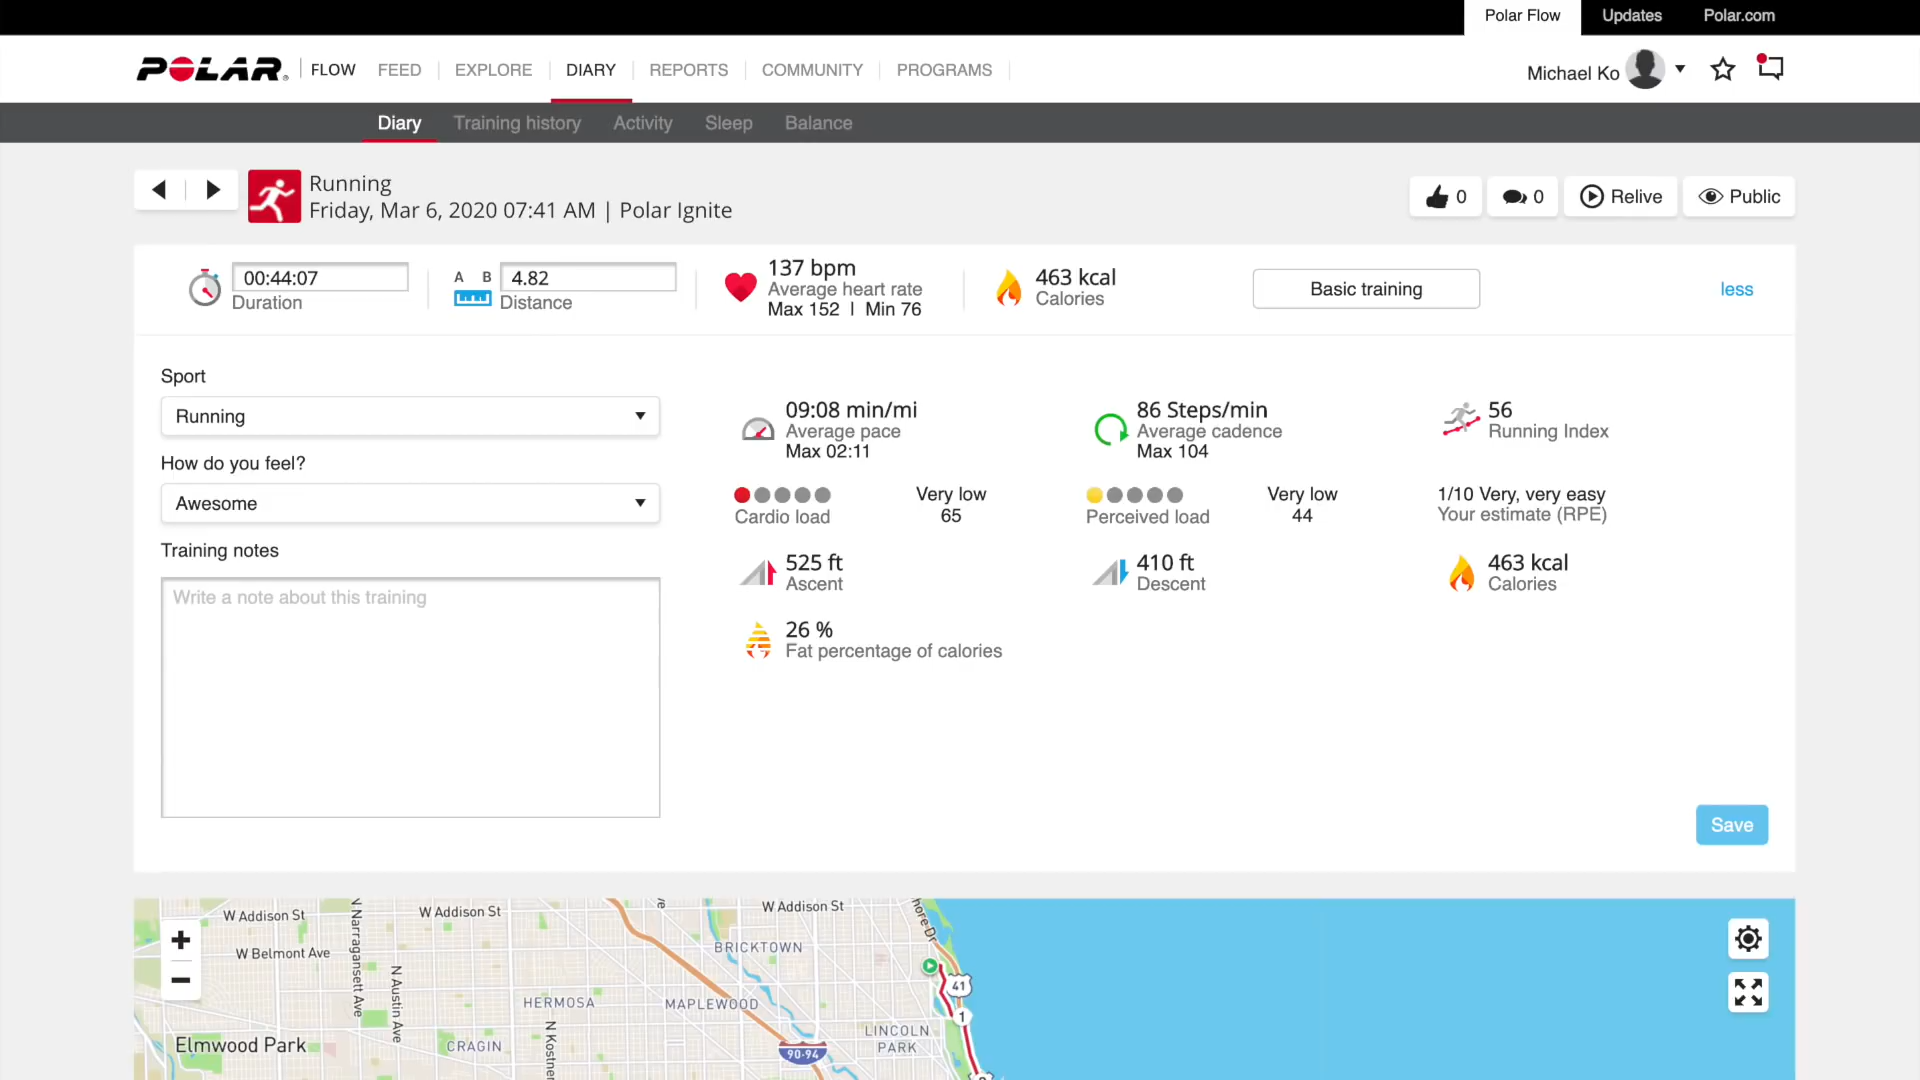 Polar Flow Updates Polar.com
POLAR FLOW FEED EXPLORE DIARY REPORTS COMMUNITY PROGRAMS Michael Ko
Diary Training history Activity Sleep Balance
Running
Friday, Mar 6, 2020 07:41 AM | Polar Ignite
0 0 Relive Public
00:44:07
Duration
A B
4.82
Distance
137 bpm
Average heart rate
Max 152 | Min 76
463 kcal
Calories
Basic training
less
Sport
Running
How do you feel?
Awesome
Training notes
Write a note about this training
09:08 min/mi
Average pace
Max 02:11
86 Steps/min
Average cadence
Max 104
56
Running Index
Cardio load
Very low
65
Perceived load
Very low
44
1/10 Very, very easy
Your estimate (RPE)
525 ft
Ascent
410 ft
Descent
463 kcal
Calories
26 %
Fat percentage of calories
Save
W Addison St
W Addison St
W Addison St
hore Dr
W Belmont Ave
N Narragansett Ave
N Austin Ave
BRICKTOWN
HERMOSA
MAPLEWOOD
41
1
LINCOLN
PARK
Elmwood Park
CRAGIN
N Kostner
90-94